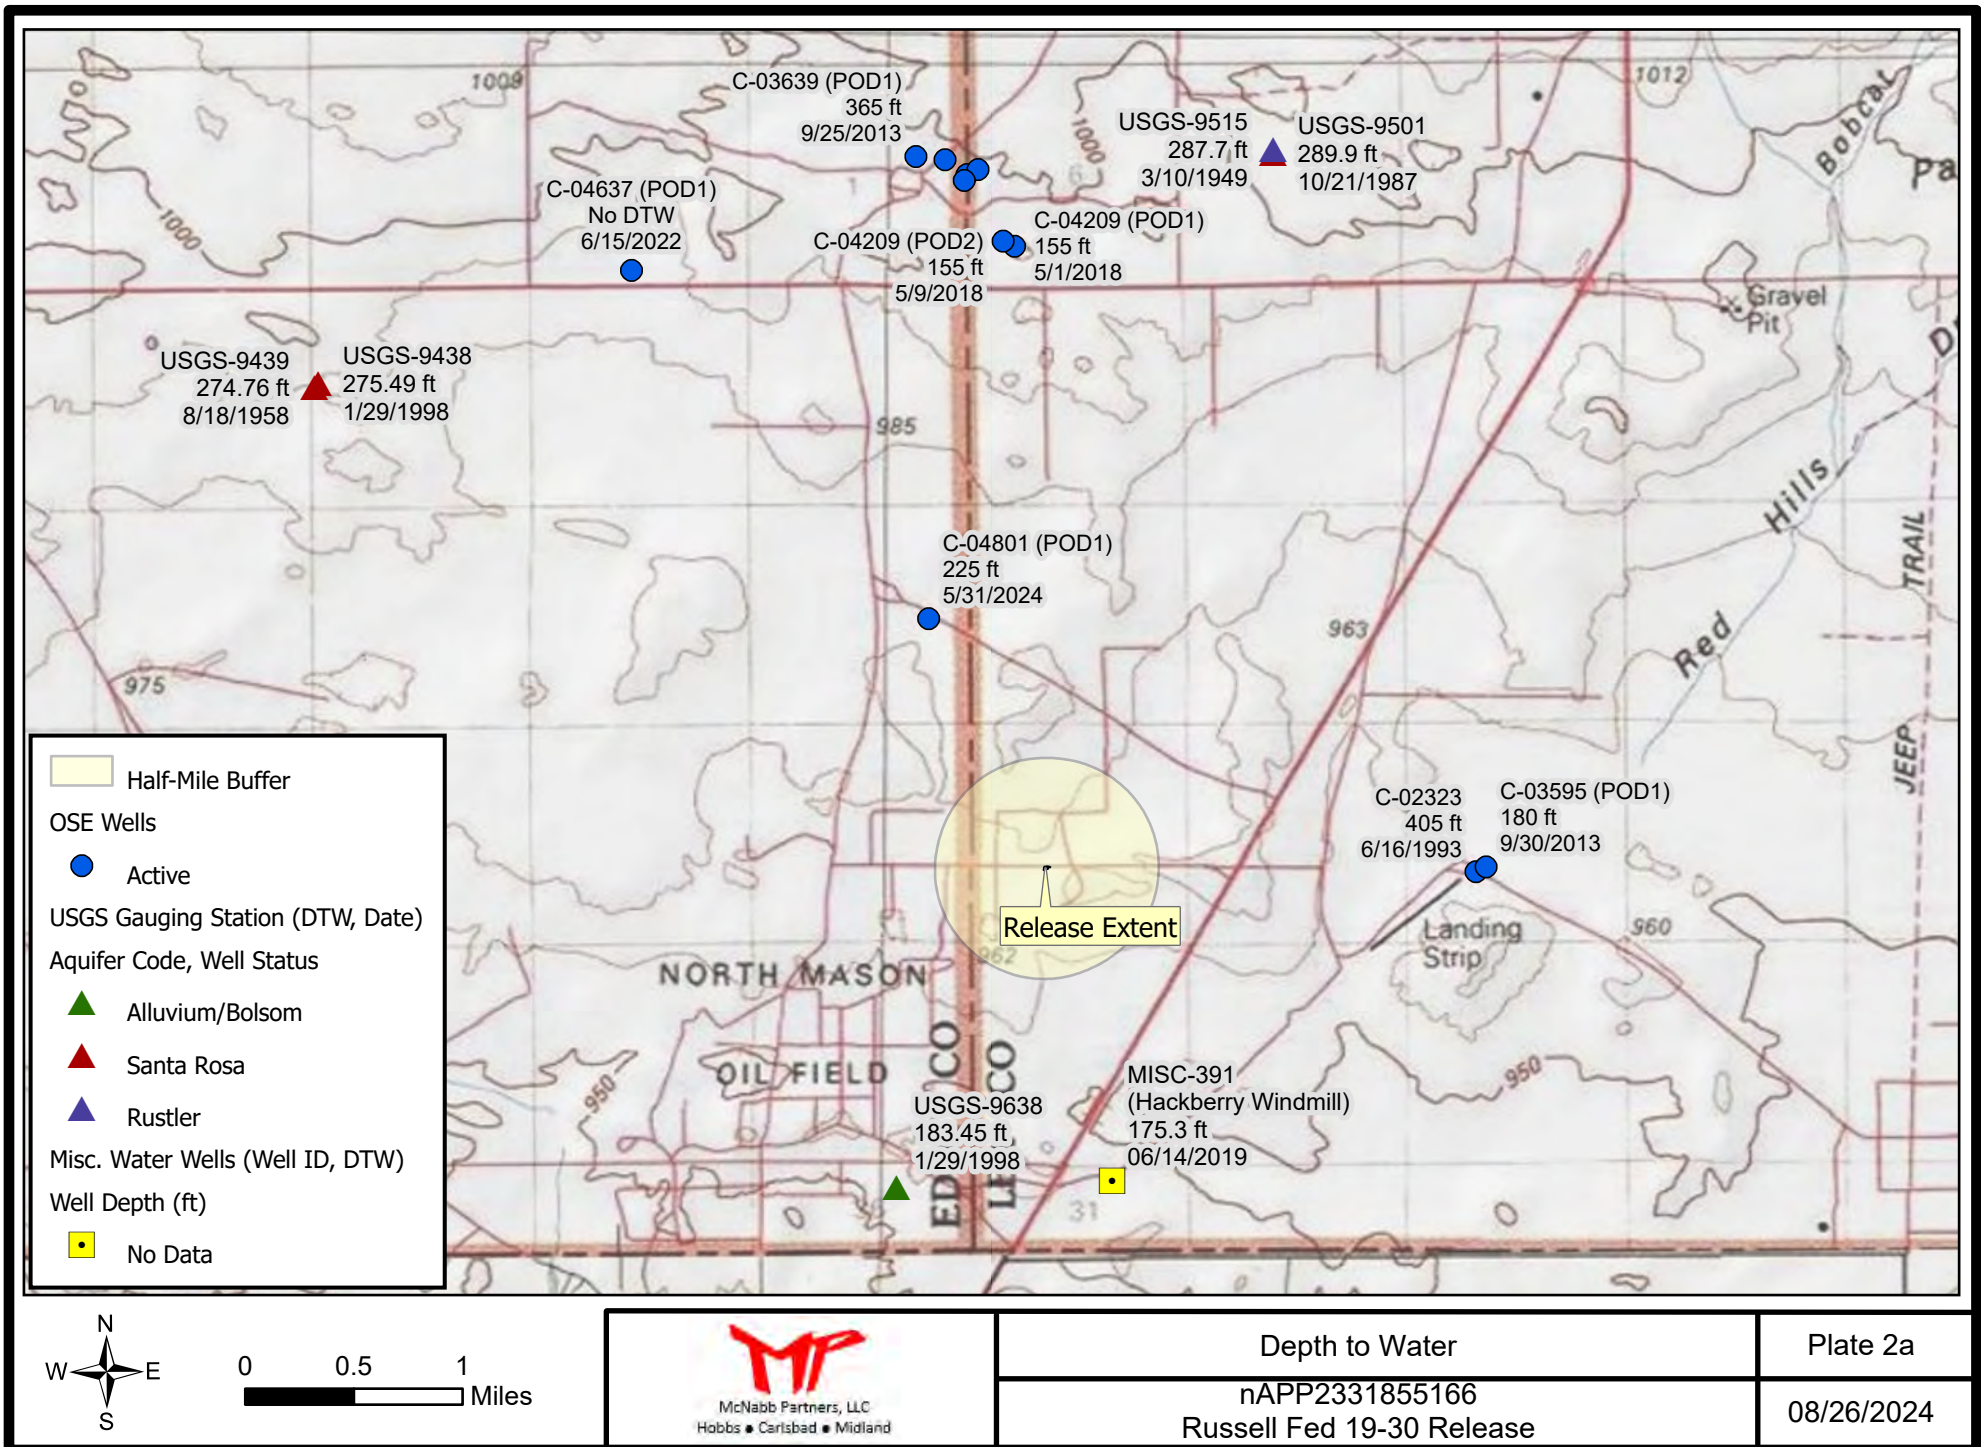 1009
C-03639 (POD1)
365 ft
9/25/2013
1000
USGS-9515
287.7 ft
3/10/1949
USGS-9501
289.9 ft
10/21/1987
1012
Bobcat
Pa
1
6
1000
C-04637 (POD1)
No DTW
6/15/2022
C-04209 (POD2)
155 ft
5/9/2018
C-04209 (POD1)
155 ft
5/1/2018
Gravel
Pit
D
USGS-9439
274.76 ft
8/18/1958
USGS-9438
275.49 ft
1/29/1998
985
Red Hills
JEEP TRAIL
C-04801 (POD1)
225 ft
5/31/2024
963
975
C-02323
405 ft
6/16/1993
C-03595 (POD1)
180 ft
9/30/2013
Release Extent
962
Landing
Strip
960
NORTH MASON
OIL FIELD
950
950
EDDY CO
LEA CO
USGS-9638
183.45 ft
1/29/1998
MISC-391
(Hackberry Windmill)
175.3 ft
06/14/2019
31
Half-Mile Buffer
OSE Wells
Active
USGS Gauging Station (DTW, Date)
Aquifer Code, Well Status
Alluvium/Bolsom
Santa Rosa
Rustler
Misc. Water Wells (Well ID, DTW)
Well Depth (ft)
No Data
N
W E
S
0 0.5 1
Miles
McNabb Partners, LLC
Hobbs • Carlsbad • Midland
Depth to Water
nAPP2331855166
Russell Fed 19-30 Release
Plate 2a
08/26/2024